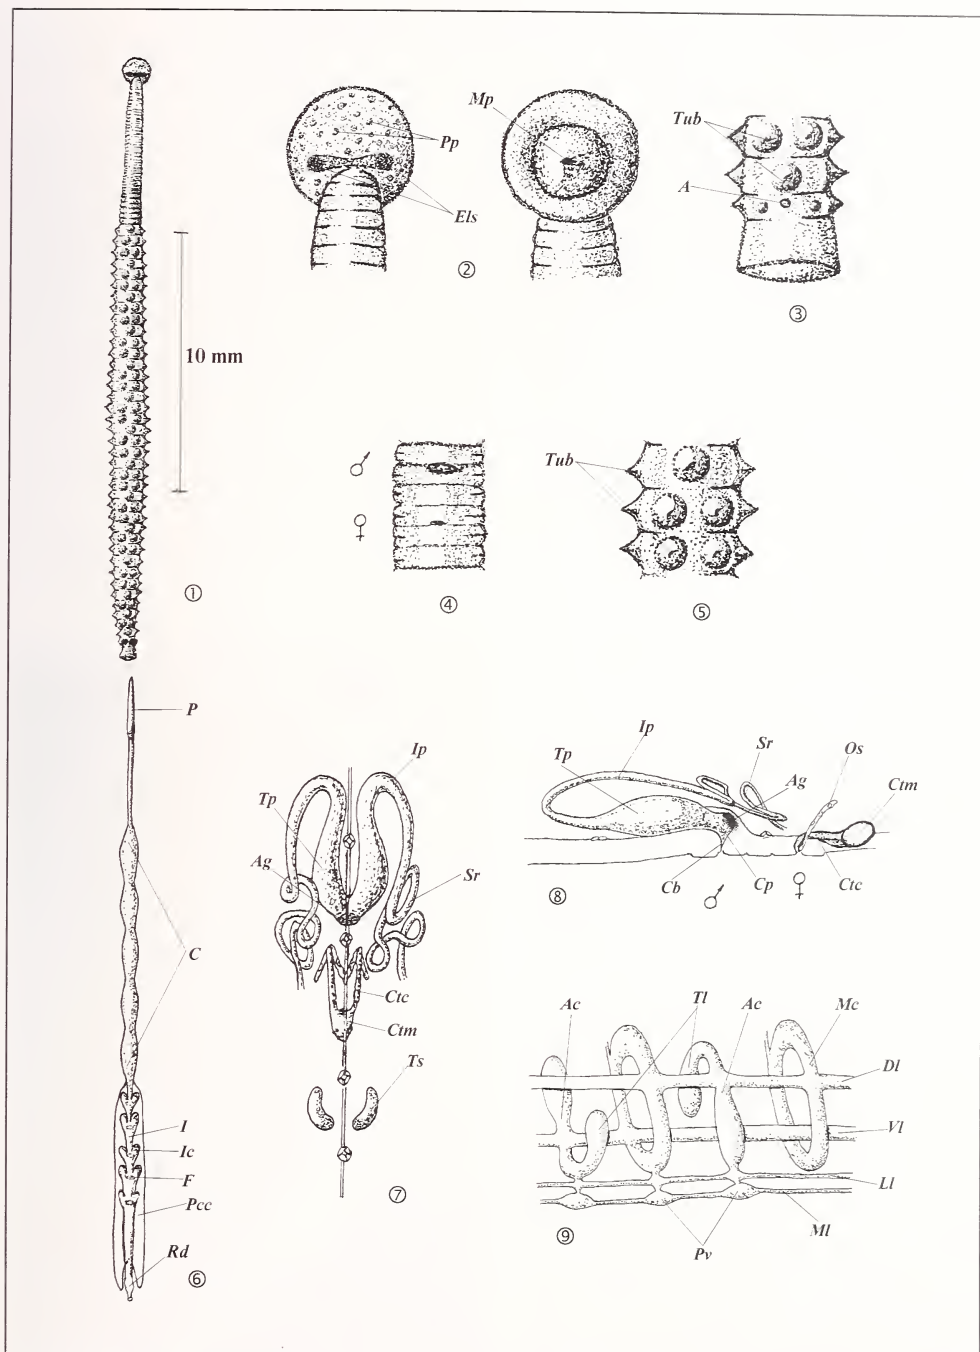 Mp
Pp
Els
②
Tub
A
③
10 mm
①
♂
♀
④
Tub
⑤
P
C
I
Ic
F
Pcc
Rd
⑥
Ip
Tp
Ag
Sr
Ctc
Ctm
Ts
⑦
Ip
Tp
Sr
Os
Ag
Ctm
Cb
Cp
Ctc
♂
♀
⑧
Ac
Tl
Ac
Mc
Dl
Vl
Ll
Ml
Pv
⑨